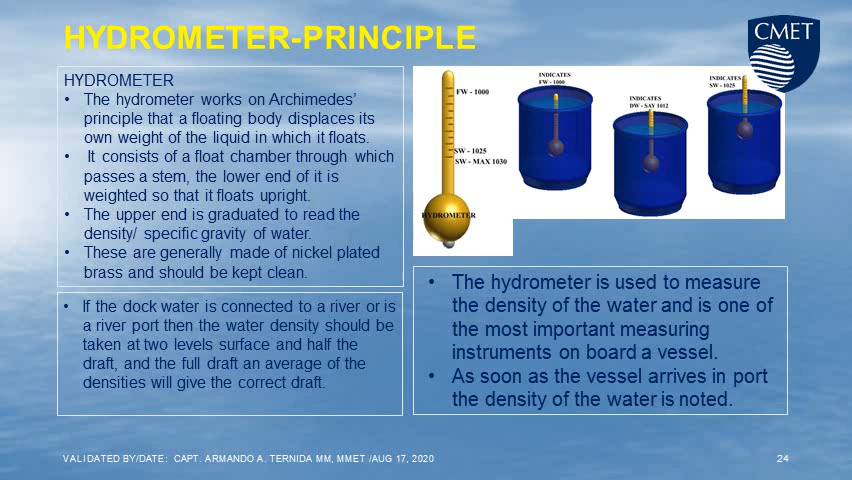 HYDROMETER-PRINCIPLE
CMET
HYDROMETER
• The hydrometer works on Archimedes'
principle that a floating body displaces its
own weight of the liquid in which it floats.
• It consists of a float chamber through which
passes a stem, the lower end of it is
weighted so that it floats upright.
• The upper end is graduated to read the
density/ specific gravity of water.
• These are generally made of nickel plated
brass and should be kept clean.
• If the dock water is connected to a river or is
a river port then the water density should be
taken at two levels surface and half the
draft, and the full draft an average of the
densities will give the correct draft.
FW - 1000
SW - 1025
SW - MAX 1030
HYDROMETER
INDICATES
FW - 1000
INDICATES
DW - SAY 1012
INDICATES
SW - 1025
• The hydrometer is used to measure
the density of the water and is one of
the most important measuring
instruments on board a vessel.
• As soon as the vessel arrives in port
the density of the water is noted.
VALIDATED BY/DATE: CAPT. ARMANDO A. TERNIDA MM, MMET /AUG 17, 2020
24